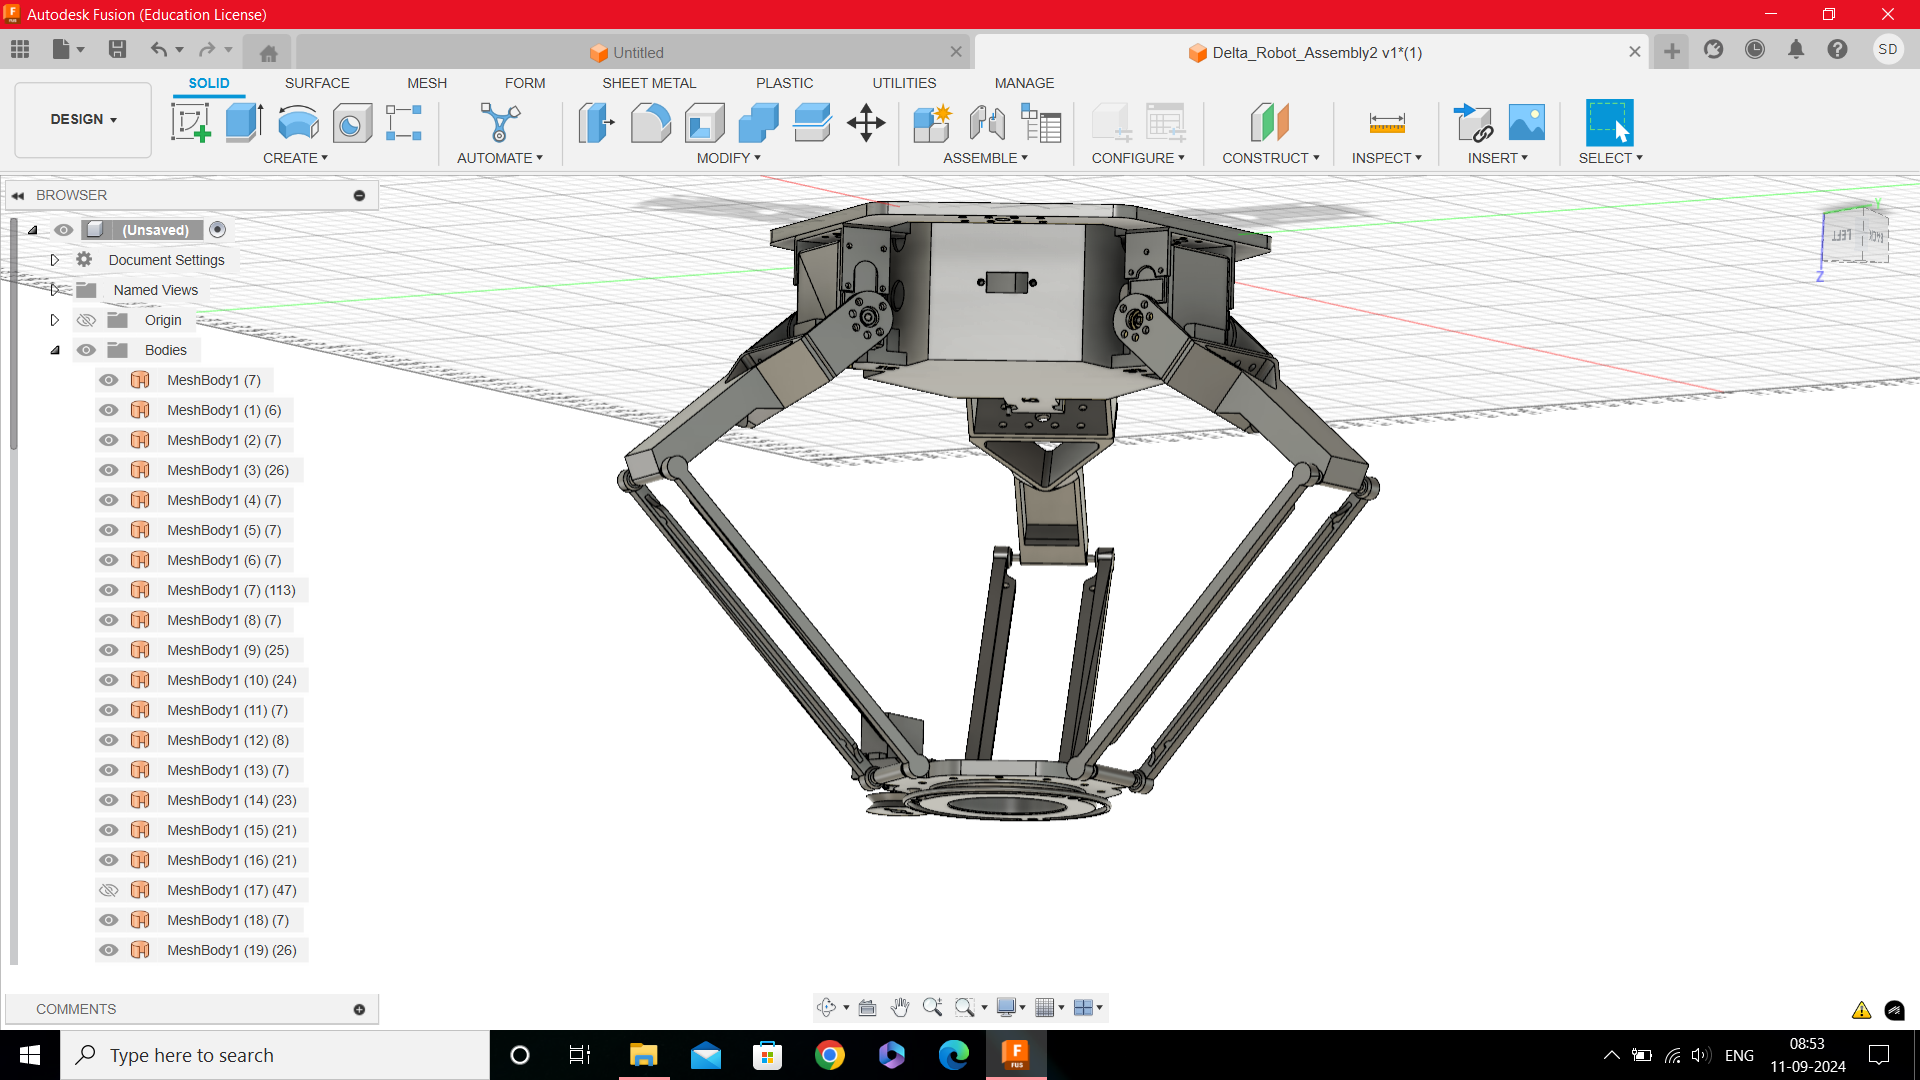 Autodesk Fusion (Education License)
Untitled
Delta_Robot_Assembly2 v1*(1)
SD
SOLID
SURFACE
MESH
FORM
SHEET METAL
PLASTIC
UTILITIES
MANAGE
DESIGN
CREATE
AUTOMATE
MODIFY
ASSEMBLE
CONFIGURE
CONSTRUCT
INSPECT
INSERT
SELECT
BROWSER
(Unsaved)
Document Settings
Named Views
Origin
Bodies
MeshBody1 (7)
MeshBody1 (1) (6)
MeshBody1 (2) (7)
MeshBody1 (3) (26)
MeshBody1 (4) (7)
MeshBody1 (5) (7)
MeshBody1 (6) (7)
MeshBody1 (7) (113)
MeshBody1 (8) (7)
MeshBody1 (9) (25)
MeshBody1 (10) (24)
MeshBody1 (11) (7)
MeshBody1 (12) (8)
MeshBody1 (13) (7)
MeshBody1 (14) (23)
MeshBody1 (15) (21)
MeshBody1 (16) (21)
MeshBody1 (17) (47)
MeshBody1 (18) (7)
MeshBody1 (19) (26)
Y
LEFT
BACK
Z
COMMENTS
Type here to search
F
FUS
ENG
08:53
11-09-2024